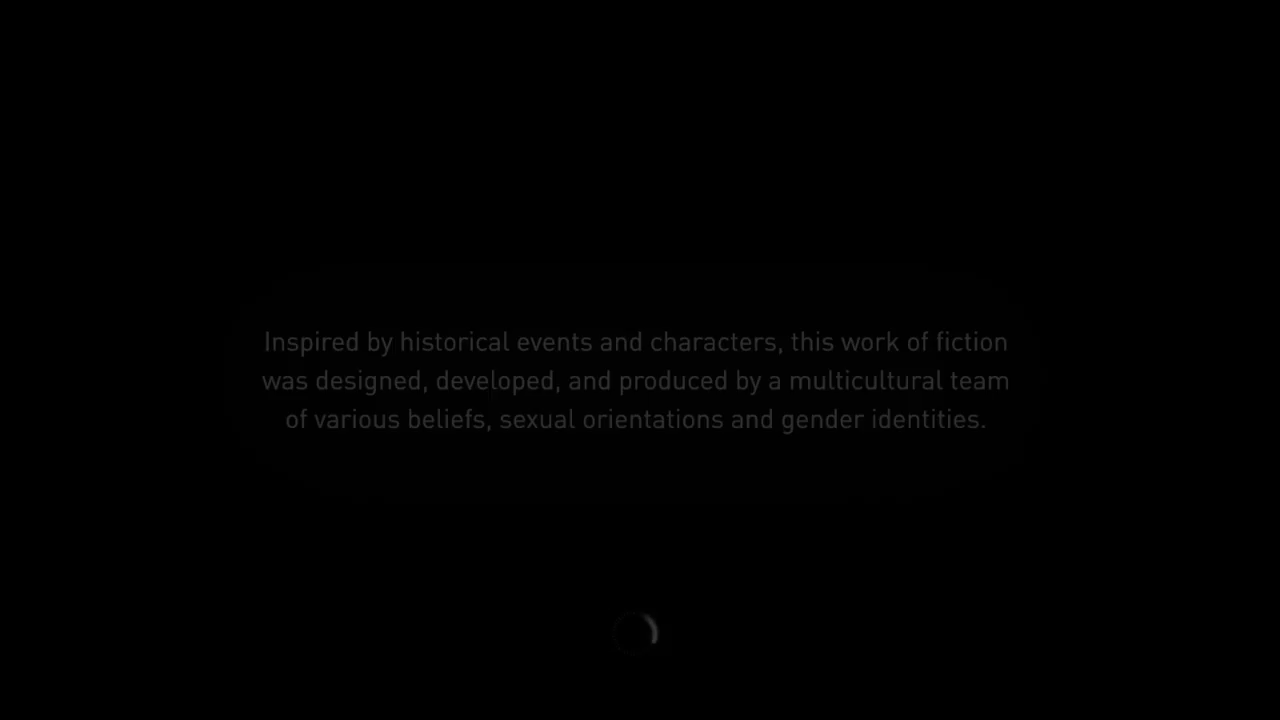 Inspired by historical events and characters, this work of fiction
was designed, developed, and produced by a multicultural team
of various beliefs, sexual orientations and gender identities.